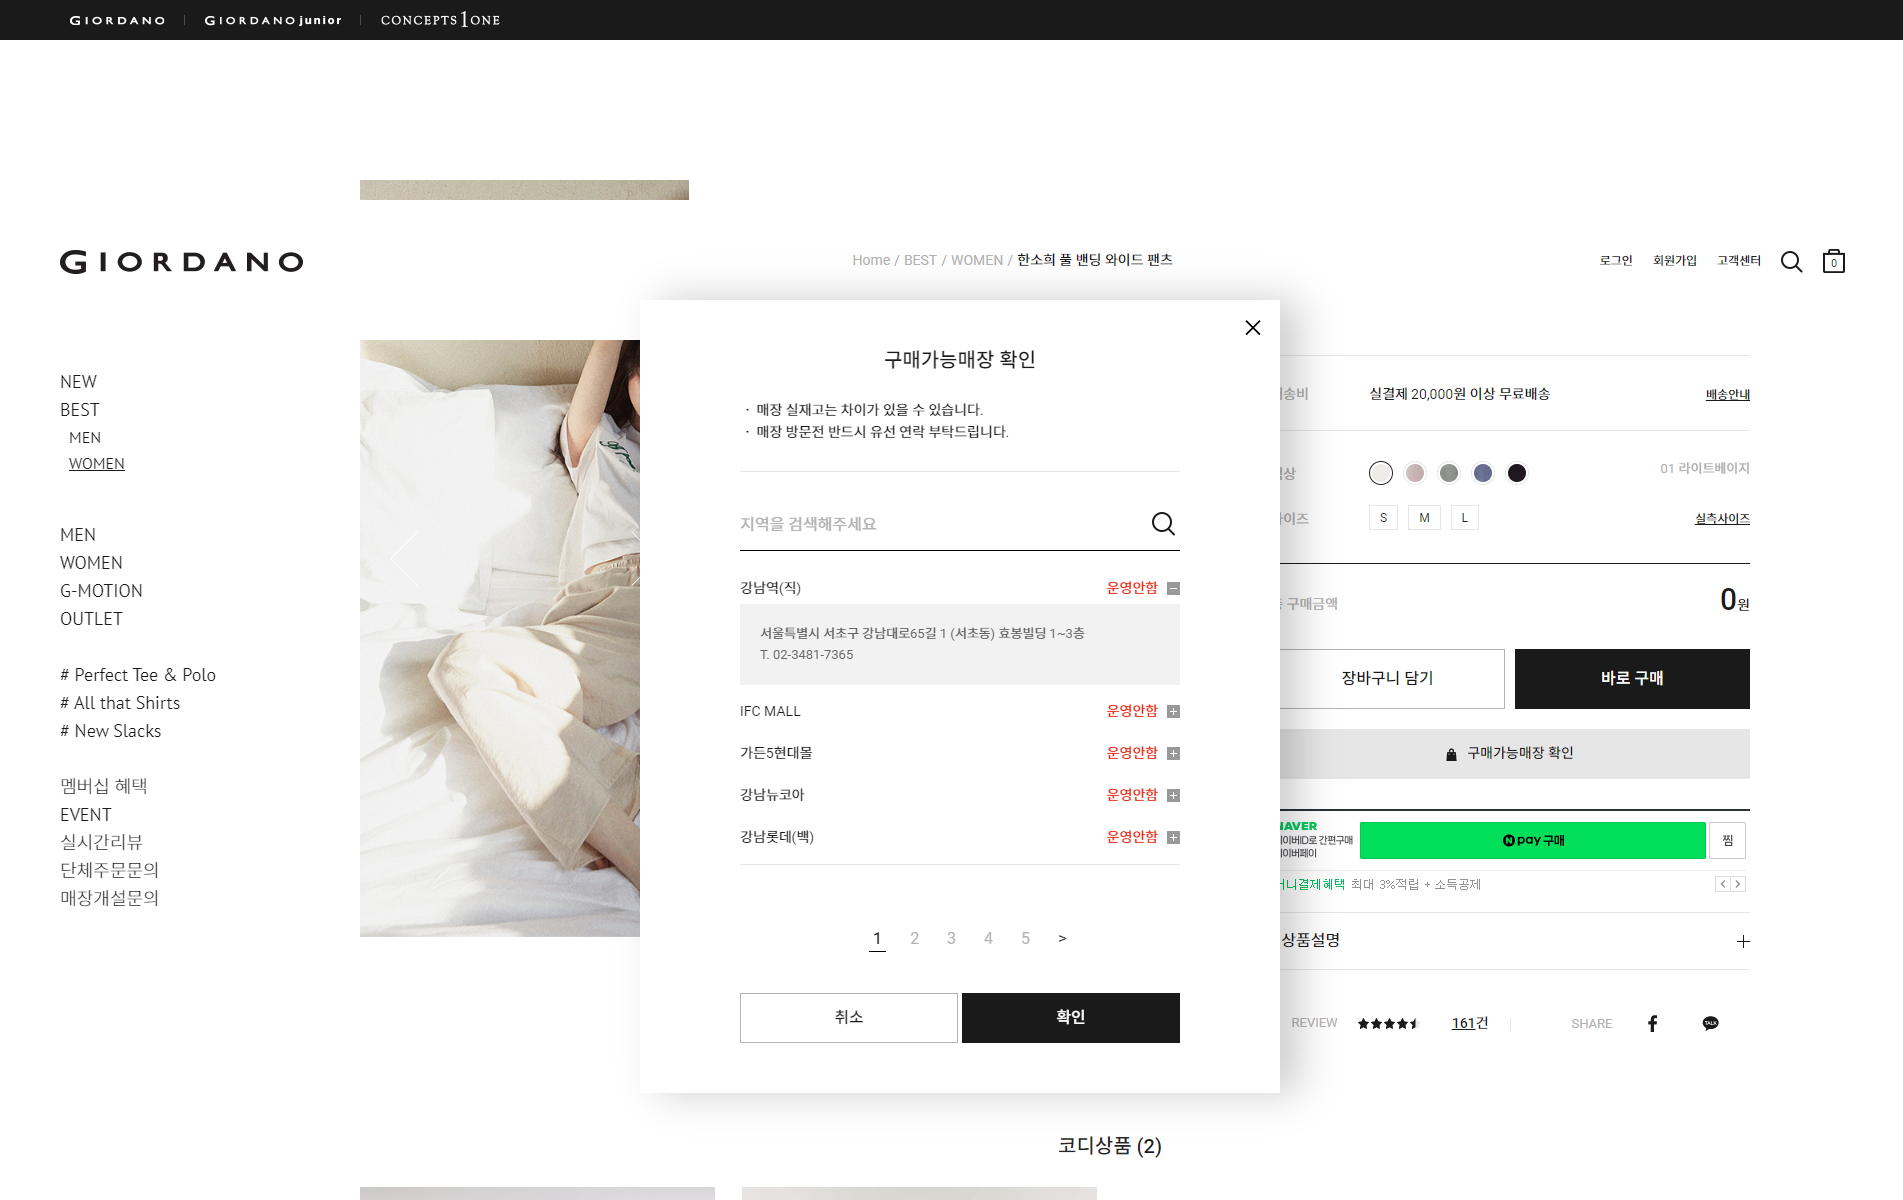 GIORDANO
GIORDANO junior
CONCEPTS1ONE
GIORDANO
Home / BEST / WOMEN / 한소희 풀 밴딩 와이드 팬츠
로그인
회원가입
고객센터
0
NEW
BEST
MEN
WOMEN
MEN
WOMEN
G-MOTION
OUTLET
# Perfect Tee & Polo
# All that Shirts
# New Slacks
멤버십 혜택
EVENT
실시간리뷰
단체주문문의
매장개설문의
구매가능매장 확인
· 매장 실재고는 차이가 있을 수 있습니다.
· 매장 방문전 반드시 유선 연락 부탁드립니다.
지역을 검색해주세요
강남역(직) 운영안함
서울특별시 서초구 강남대로65길 1 (서초동) 효봉빌딩 1~3층
T. 02-3481-7365
IFC MALL 운영안함
가든5현대몰 운영안함
강남뉴코아 운영안함
강남롯데(백) 운영안함
1 2 3 4 5 >
취소
확인
송비 실결제 20,000원 이상 무료배송 배송안내
상 01 라이트베이지
이즈 S M L 실측사이즈
구매금액 0원
장바구니 담기
바로 구매
구매가능매장 확인
NAVER
이버ID로 간편구매
이버페이
N pay 구매
찜
머니결제혜택 최대 3%적립 + 소득공제
상품설명
REVIEW 161건 SHARE
TALK
코디상품 (2)